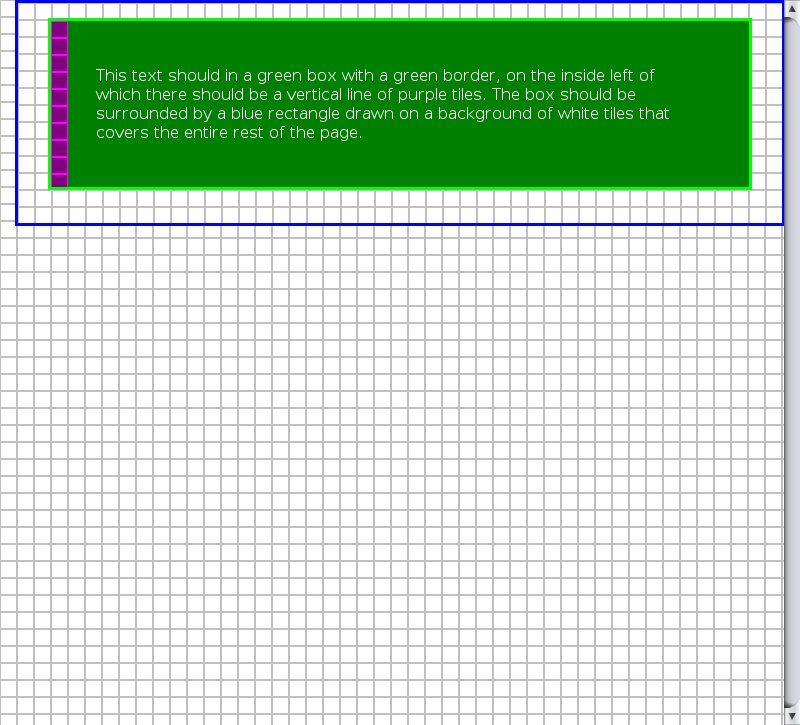 This text should in a green box with a green border, on the inside left of
which there should be a vertical line of purple tiles. The box should be
surrounded by a blue rectangle drawn on a background of white tiles that
covers the entire rest of the page.